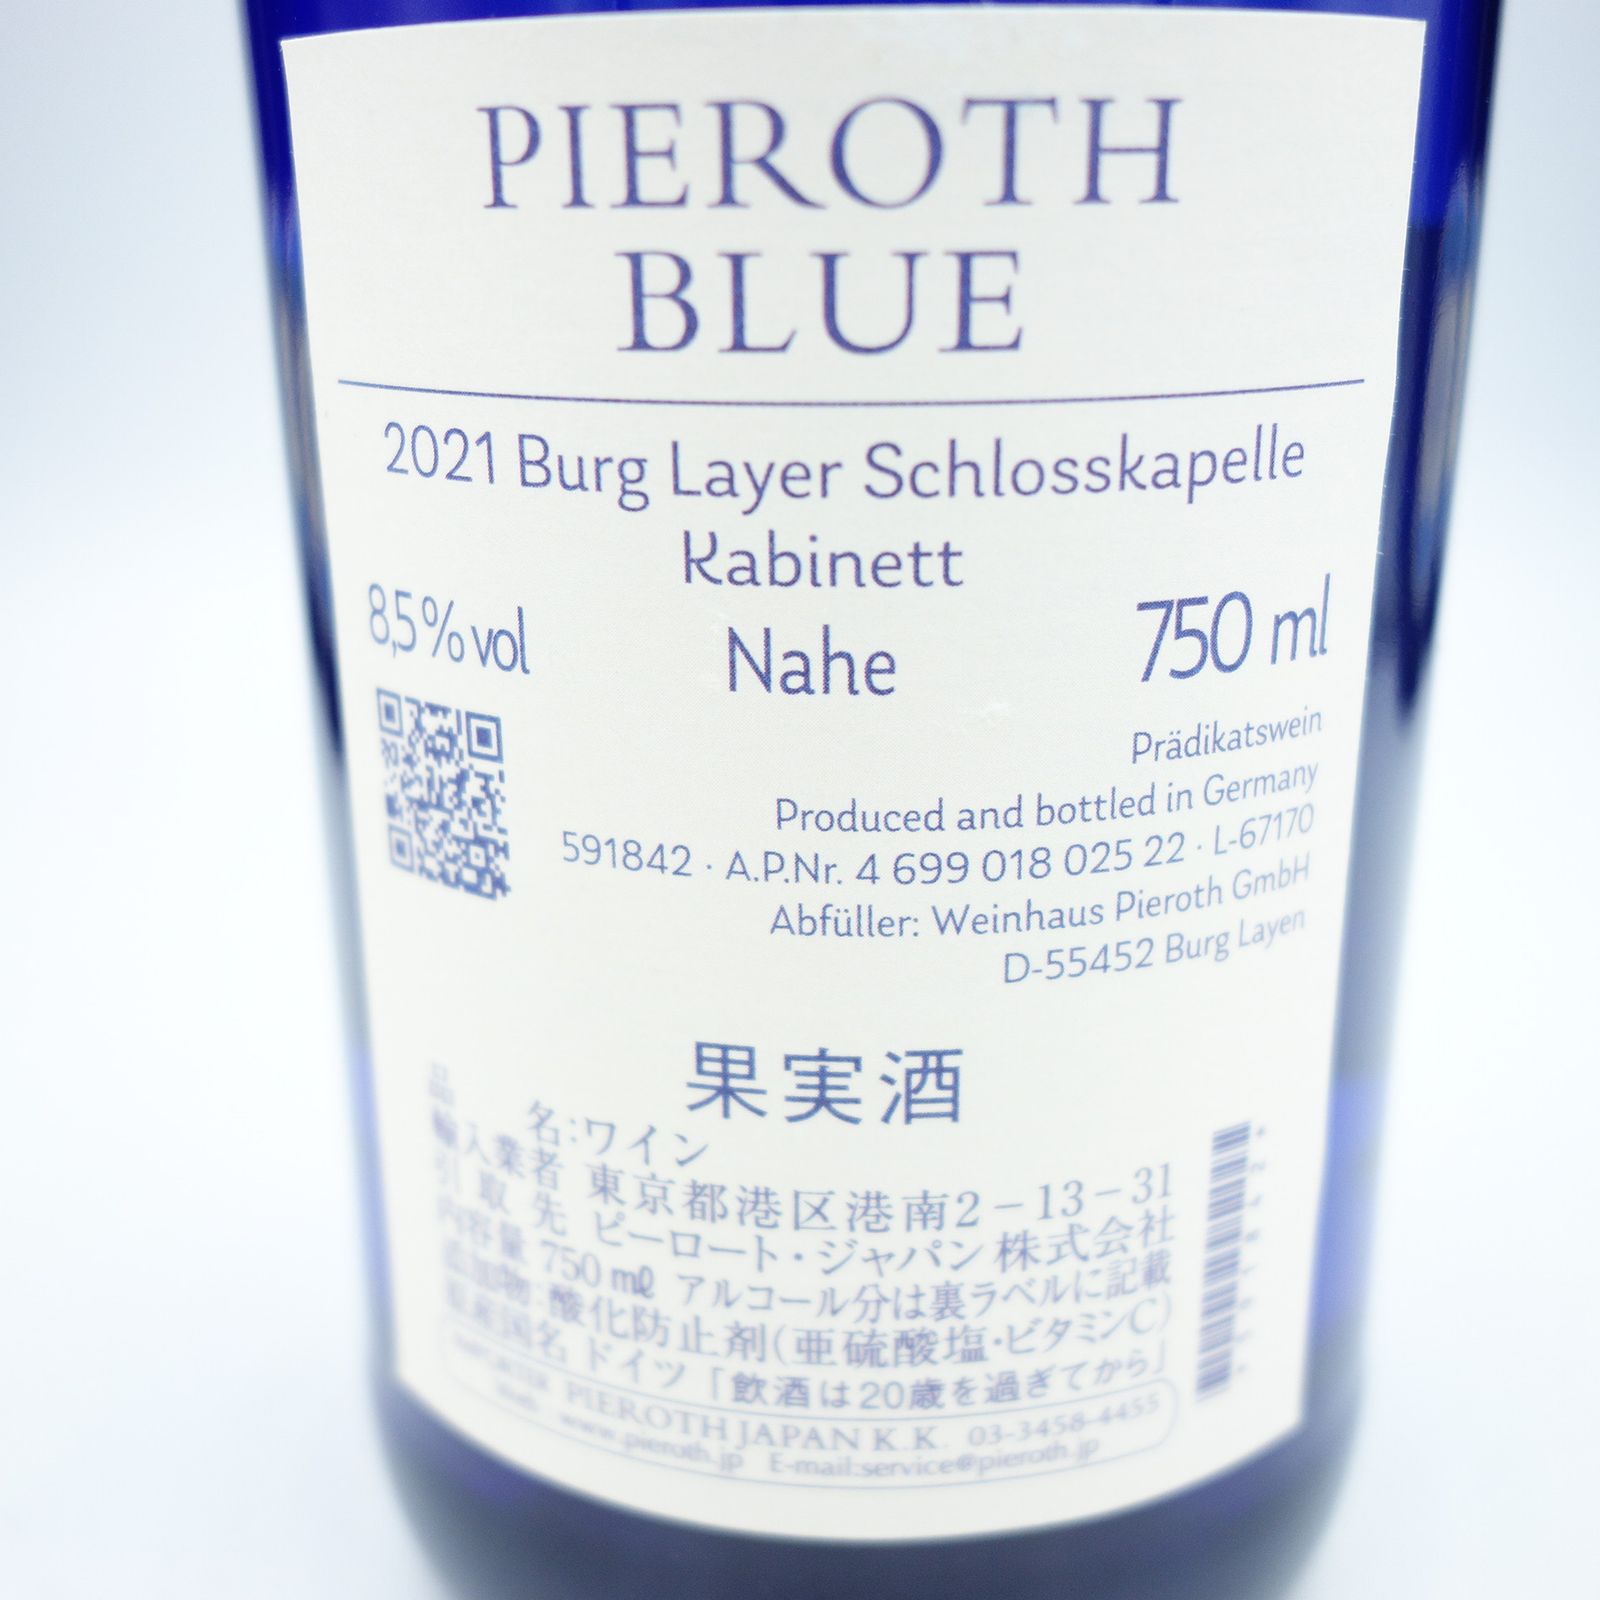 PIEROTH
BLUE
2021 Burg Layer Schlosskapelle
Kabinett
8,5 % vol
Nahe
750 ml
Prädikatswein
Produced and bottled in Germany
591842 · A.P.Nr. 4 699 018 025 22 · L-67170
Abfüller: Weinhaus Pieroth GmbH
D-55452 Burg Layen
果実酒
品 名:ワイン
輸入業者 東京都港区港南2-13-31
引取先 ピーロート・ジャパン株式会社
内容量 750㎖ アルコール分は裏ラベルに記載
添加物:酸化防止剤(亜硫酸塩・ビタミンC)
原産国名 ドイツ「飲酒は20歳を過ぎてから」
IMPORTER PIEROTH JAPAN K.K. 03-3458-4455
www.pieroth.jp E-mail:service@pieroth.jp